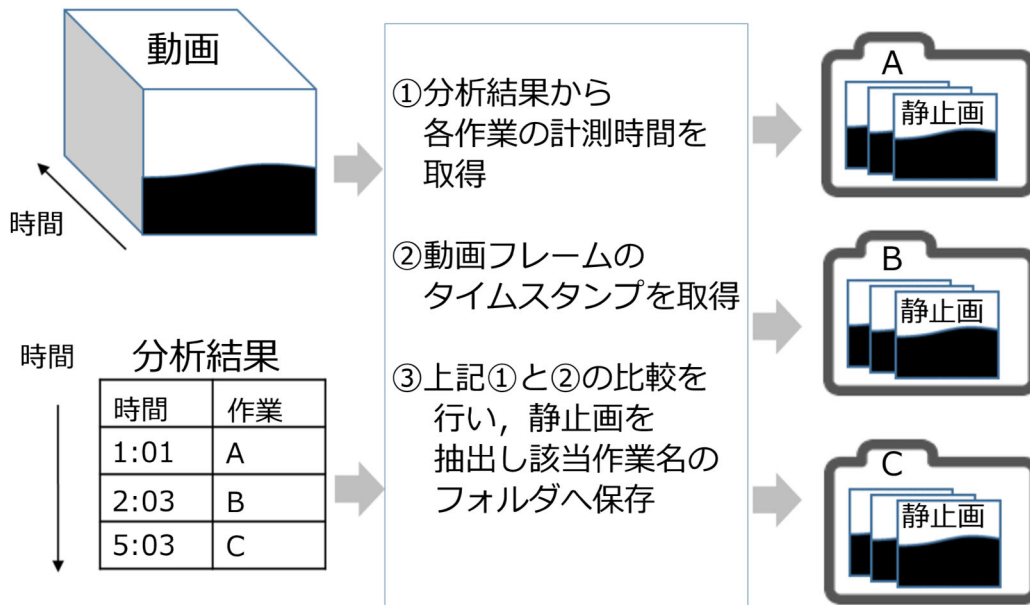 動画
時間
時間
分析結果
時間 作業
1:01 A
2:03 B
5:03 C
①分析結果から
各作業の計測時間を
取得
②動画フレームの
タイムスタンプを取得
③上記①と②の比較を
行い，静止画を
抽出し該当作業名の
フォルダへ保存
A
静止画
B
静止画
C
静止画